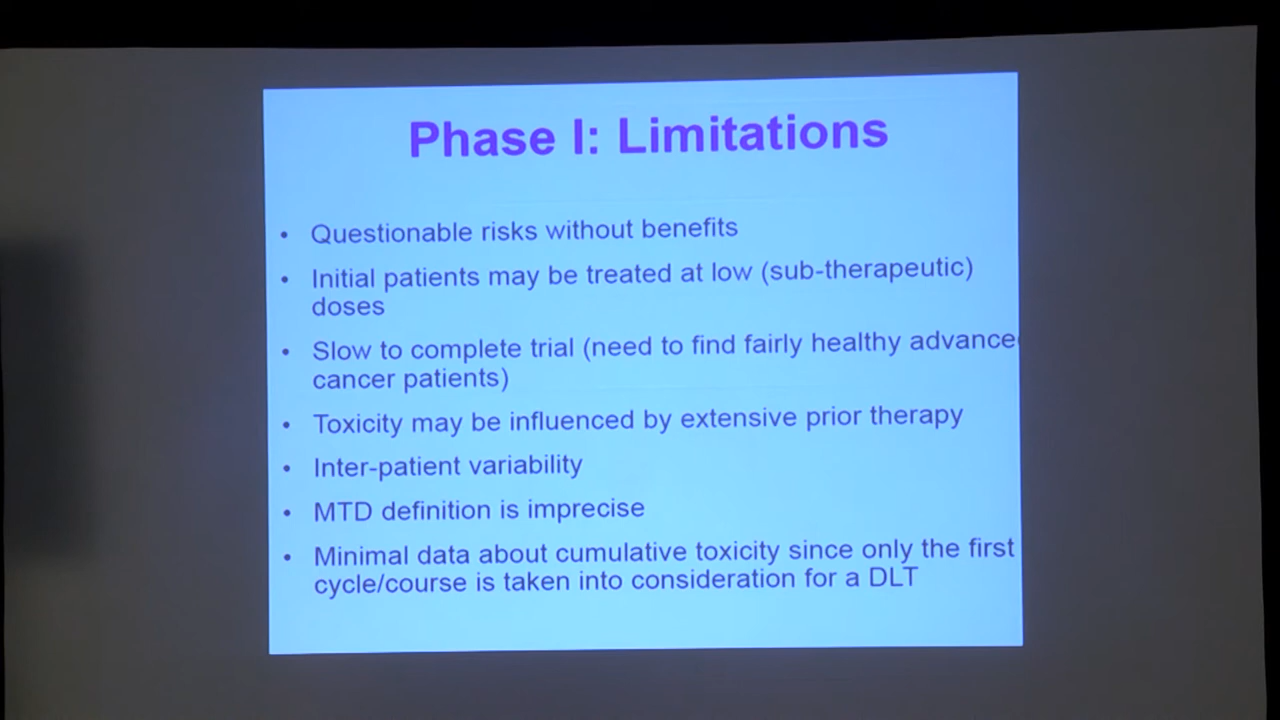 Phase I: Limitations
• Questionable risks without benefits
• Initial patients may be treated at low (sub-therapeutic)
doses
• Slow to complete trial (need to find fairly healthy advance
cancer patients)
• Toxicity may be influenced by extensive prior therapy
• Inter-patient variability
• MTD definition is imprecise
• Minimal data about cumulative toxicity since only the first
cycle/course is taken into consideration for a DLT